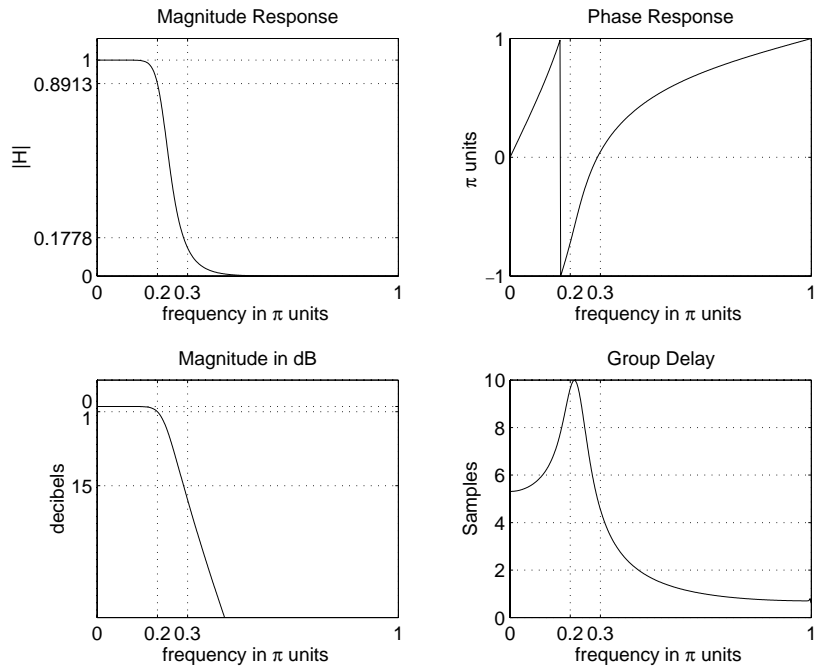 Magnitude Response
1
0.8913
|H|
0.1778
0
0 0.2 0.3 1
frequency in π units
Phase Response
1
π units
0
−1
0 0.2 0.3 1
frequency in π units
Magnitude in dB
0
1
decibels
15
0 0.2 0.3 1
frequency in π units
Group Delay
10
8
6
Samples
4
2
0
0 0.2 0.3 1
frequency in π units